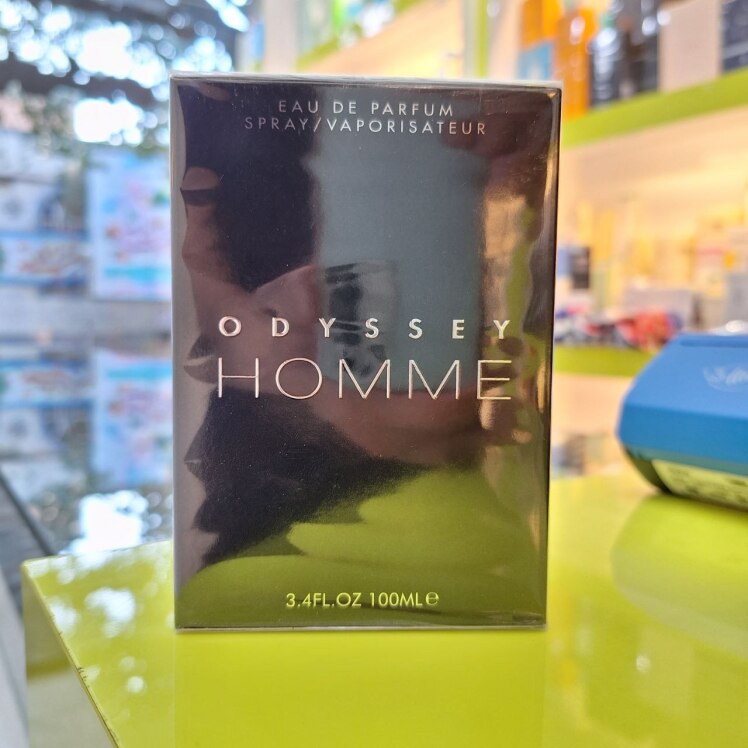 EAU DE PARFUM
SPRAY/VAPORISATEUR
ODYSSEY
HOMME
3.4FL.OZ 100ML℮